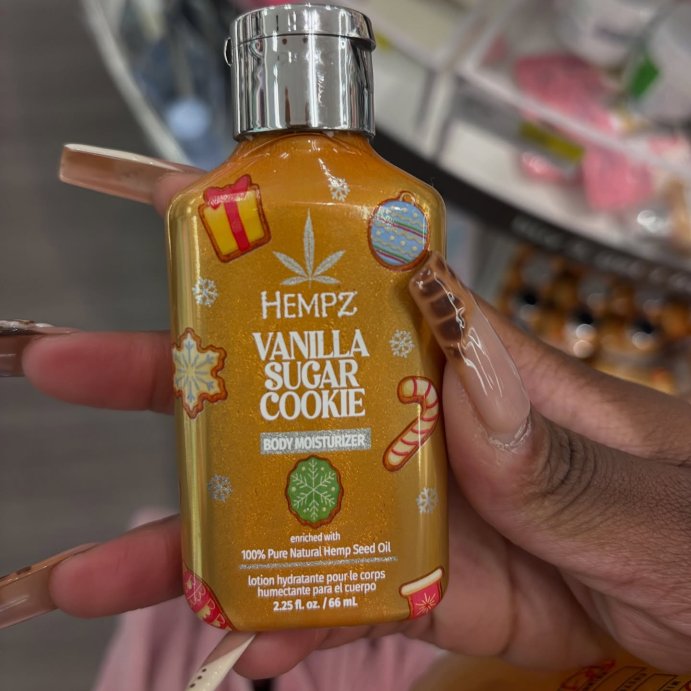 HEMPZ
VANILLA
SUGAR
COOKIE
BODY MOISTURIZER
enriched with
100% Pure Natural Hemp Seed Oil
lotion hydratante pour le corps
humectante para el cuerpo
2.25 fl. oz. / 66 mL